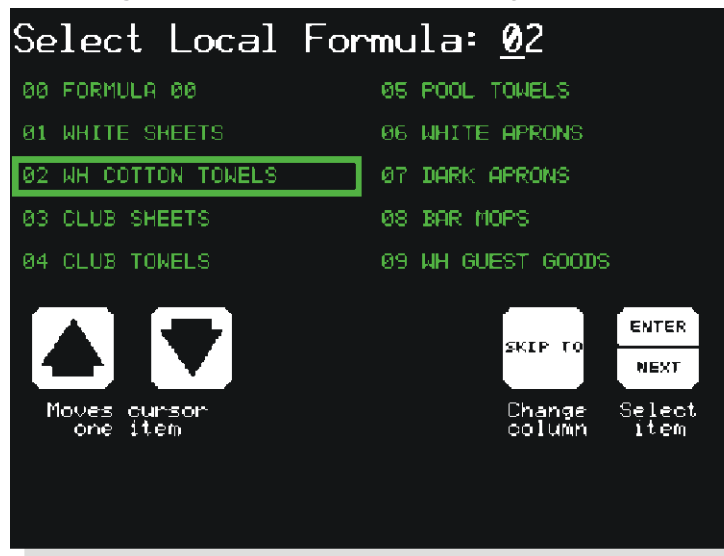 Select Local Formula: 02
00 FORMULA 00
01 WHITE SHEETS
02 WH COTTON TOWELS
03 CLUB SHEETS
04 CLUB TOWELS
05 POOL TOWELS
06 WHITE APRONS
07 DARK APRONS
08 BAR MOPS
09 WH GUEST GOODS
Moves cursor
one item
SKIP TO
Change
column
ENTER
NEXT
Select
item